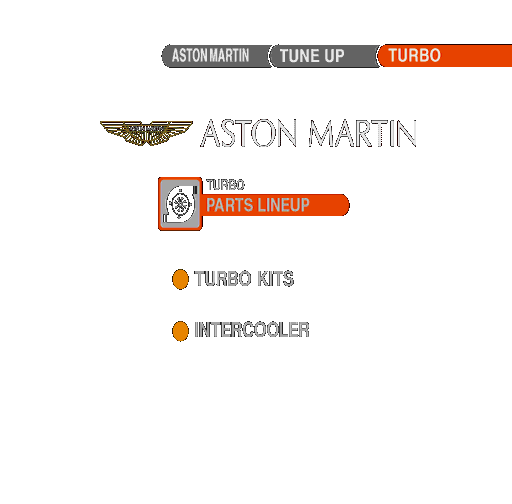 ASTON MARTIN TUNE UP TURBO
ASTON MARTIN
TURBO
PARTS LINEUP
TURBO KITS
INTERCOOLER